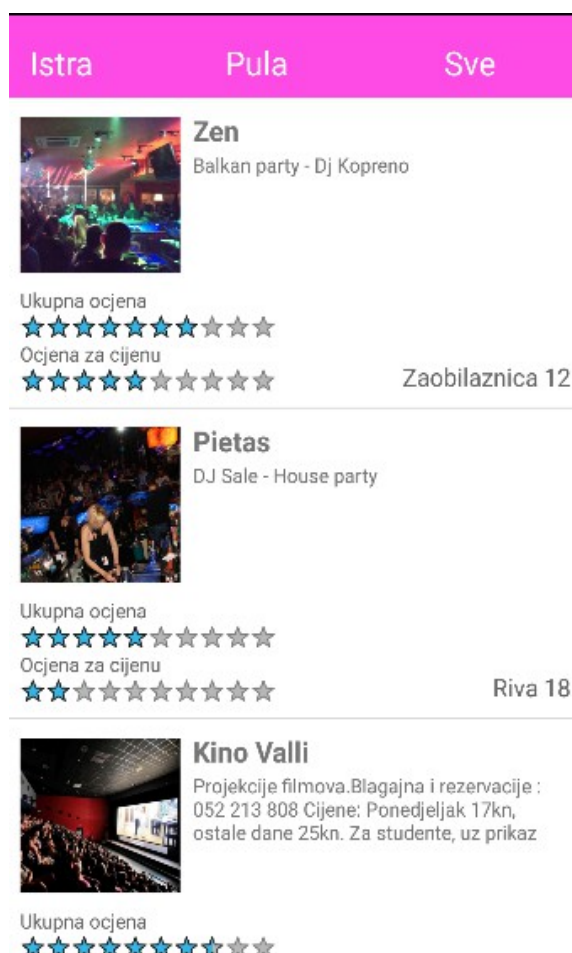 Istra Pula Sve
Zen
Balkan party - Dj Kopreno
Ukupna ocjena
Ocjena za cijenu
Zaobilaznica 12
Pietas
DJ Sale - House party
Ukupna ocjena
Ocjena za cijenu
Riva 18
Kino Valli
Projekcije filmova.Blagajna i rezervacije :
052 213 808 Cijene: Ponedjeljak 17kn,
ostale dane 25kn. Za studente, uz prikaz
Ukupna ocjena